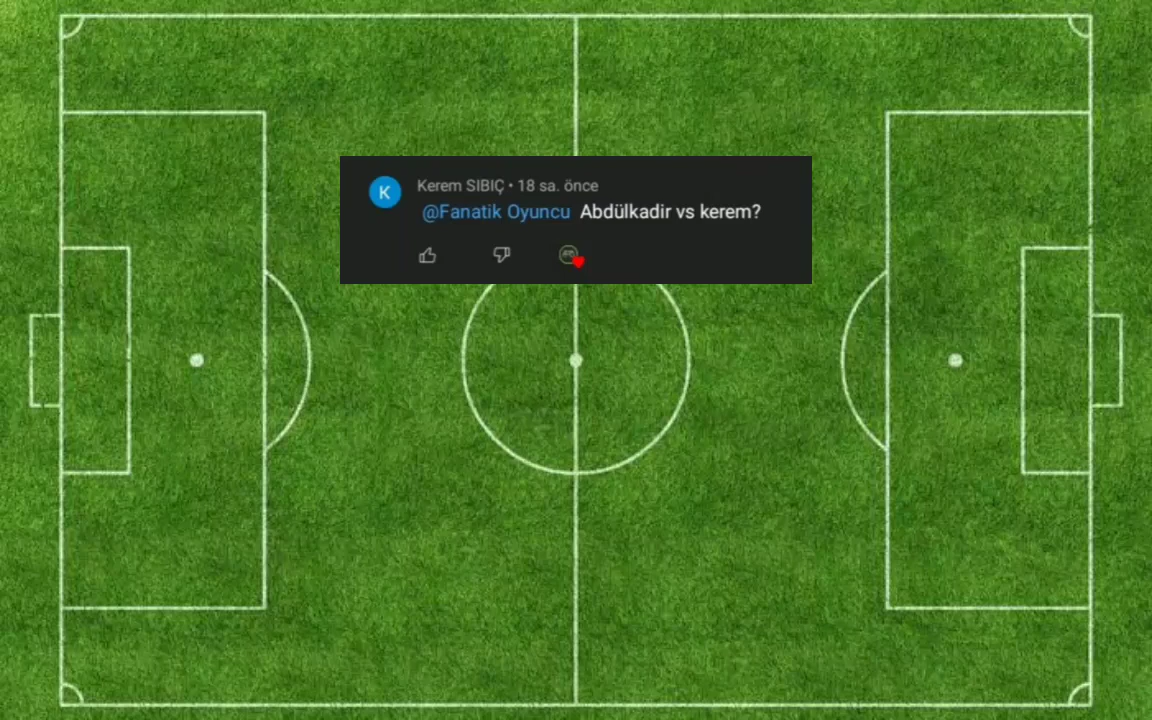 K
Kerem SIBIÇ • 18 sa. önce
@Fanatik Oyuncu Abdülkadir vs kerem?